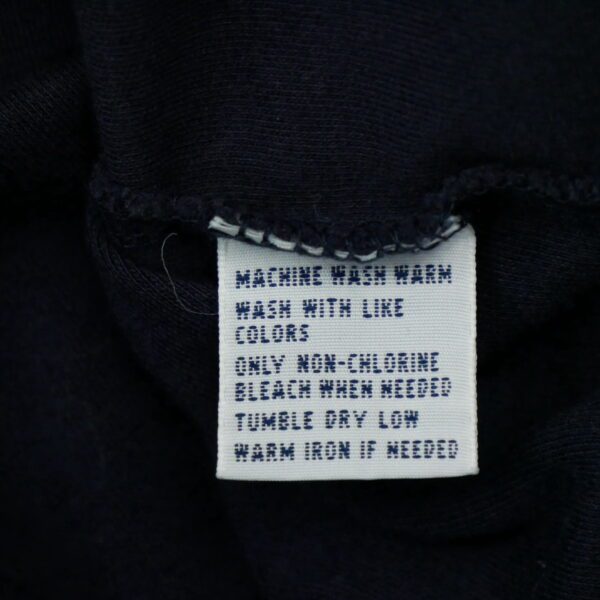 MACHINE WASH WARM
WASH WITH LIKE
COLORS
ONLY NON-CHLORINE
BLEACH WHEN NEEDED
TUMBLE DRY LOW
WARM IRON IF NEEDED